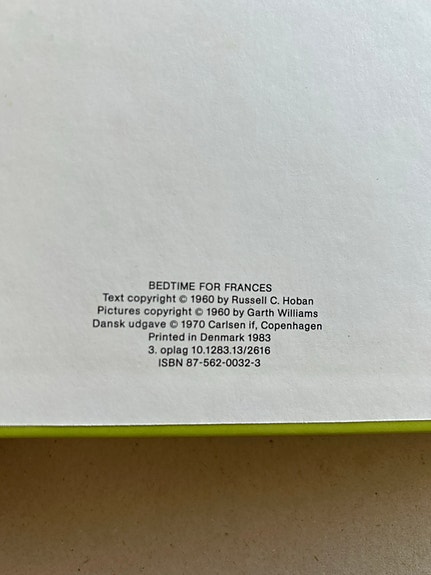 BEDTIME FOR FRANCES
Text copyright © 1960 by Russell C. Hoban
Pictures copyright © 1960 by Garth Williams
Dansk udgave © 1970 Carlsen if, Copenhagen
Printed in Denmark 1983
3. oplag 10.1283.13/2616
ISBN 87-562-0032-3